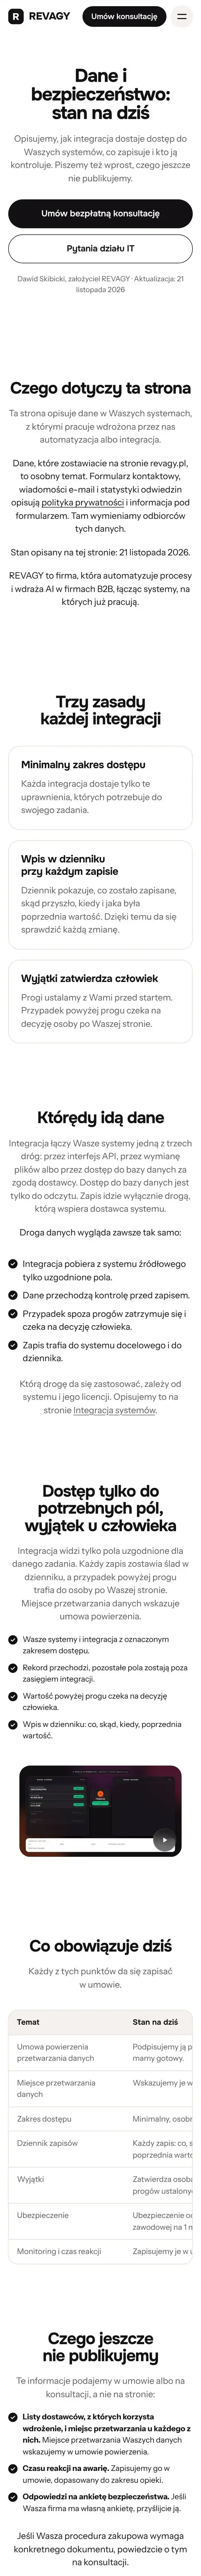 R REVAGY
Umów konsultację
Dane i
bezpieczeństwo:
stan na dziś
Opisujemy, jak integracja dostaje dostęp do
Waszych systemów, co zapisuje i kto ją
kontroluje. Piszemy też wprost, czego jeszcze
nie publikujemy.
Umów bezpłatną konsultację
Pytania działu IT
Dawid Skibicki, założyciel REVAGY · Aktualizacja: 21
listopada 2026
Czego dotyczy ta strona
Ta strona opisuje dane w Waszych systemach,
z którymi pracuje wdrożona przez nas
automatyzacja albo integracja.
Dane, które zostawiacie na stronie revagy.pl,
to osobny temat. Formularz kontaktowy,
wiadomości e-mail i statystyki odwiedzin
opisują polityka prywatności i informacja pod
formularzem. Tam wymieniamy odbiorców
tych danych.
Stan opisany na tej stronie: 21 listopada 2026.
REVAGY to firma, która automatyzuje procesy
i wdraża AI w firmach B2B, łącząc systemy, na
których już pracują.
Trzy zasady
każdej integracji
Minimalny zakres dostępu
Każda integracja dostaje tylko te
uprawnienia, których potrzebuje do
swojego zadania.
Wpis w dzienniku
przy każdym zapisie
Dziennik pokazuje, co zostało zapisane,
skąd przyszło, kiedy i jaka była
poprzednia wartość. Dzięki temu da się
sprawdzić każdą zmianę.
Wyjątki zatwierdza człowiek
Progi ustalamy z Wami przed startem.
Przypadek powyżej progu czeka na
decyzję osoby po Waszej stronie.
Którędy idą dane
Integracja łączy Wasze systemy jedną z trzech
dróg: przez interfejs API, przez wymianę
plików albo przez dostęp do bazy danych za
zgodą dostawcy. Dostęp do bazy danych jest
tylko do odczytu. Zapis idzie wyłącznie drogą,
którą wspiera dostawca systemu.
Droga danych wygląda zawsze tak samo:
Integracja pobiera z systemu źródłowego
tylko uzgodnione pola.
Dane przechodzą kontrolę przed zapisem.
Przypadek spoza progów zatrzymuje się i
czeka na decyzję człowieka.
Zapis trafia do systemu docelowego i do
dziennika.
Którą drogę da się zastosować, zależy od
systemu i jego licencji. Opisujemy to na
stronie Integracja systemów.
Dostęp tylko do
potrzebnych pól,
wyjątek u człowieka
Integracja widzi tylko pola uzgodnione dla
danego zadania. Każdy zapis zostawia ślad w
dzienniku, a przypadek powyżej progu
trafia do osoby po Waszej stronie.
Miejsce przetwarzania danych wskazuje
umowa powierzenia.
Wasze systemy i integracja z oznaczonym
zakresem dostępu.
Rekord przechodzi, pozostałe pola zostają poza
zasięgiem integracji.
Wartość powyżej progu czeka na decyzję
człowieka.
Wpis w dzienniku: co, skąd, kiedy, poprzednia
wartość.
Co obowiązuje dziś
Każdy z tych punktów da się zapisać
w umowie.
Temat Stan na dziś
Umowa powierzenia Podpisujemy ją p
przetwarzania danych mamy gotowy.
Miejsce przetwarzania Wskazujemy je w
danych
Zakres dostępu Minimalny, osobn
Dziennik zapisów Każdy zapis: co, s
poprzednia warto
Wyjątki Zatwierdza osoba
progów ustalony
Ubezpieczenie Ubezpieczenie oc
zawodowej na 1 m
Monitoring i czas reakcji Zapisujemy je w u
Czego jeszcze
nie publikujemy
Te informacje podajemy w umowie albo na
konsultacji, a nie na stronie:
Listy dostawców, z których korzysta
wdrożenie, i miejsc przetwarzania u każdego z
nich. Miejsce przetwarzania Waszych danych
wskazujemy w umowie powierzenia.
Czasu reakcji na awarię. Zapisujemy go w
umowie, dopasowany do zakresu opieki.
Odpowiedzi na ankietę bezpieczeństwa. Jeśli
Wasza firma ma własną ankietę, przyślijcie ją.
Jeśli Wasza procedura zakupowa wymaga
konkretnego dokumentu, powiedzcie o tym
na konsultacji.